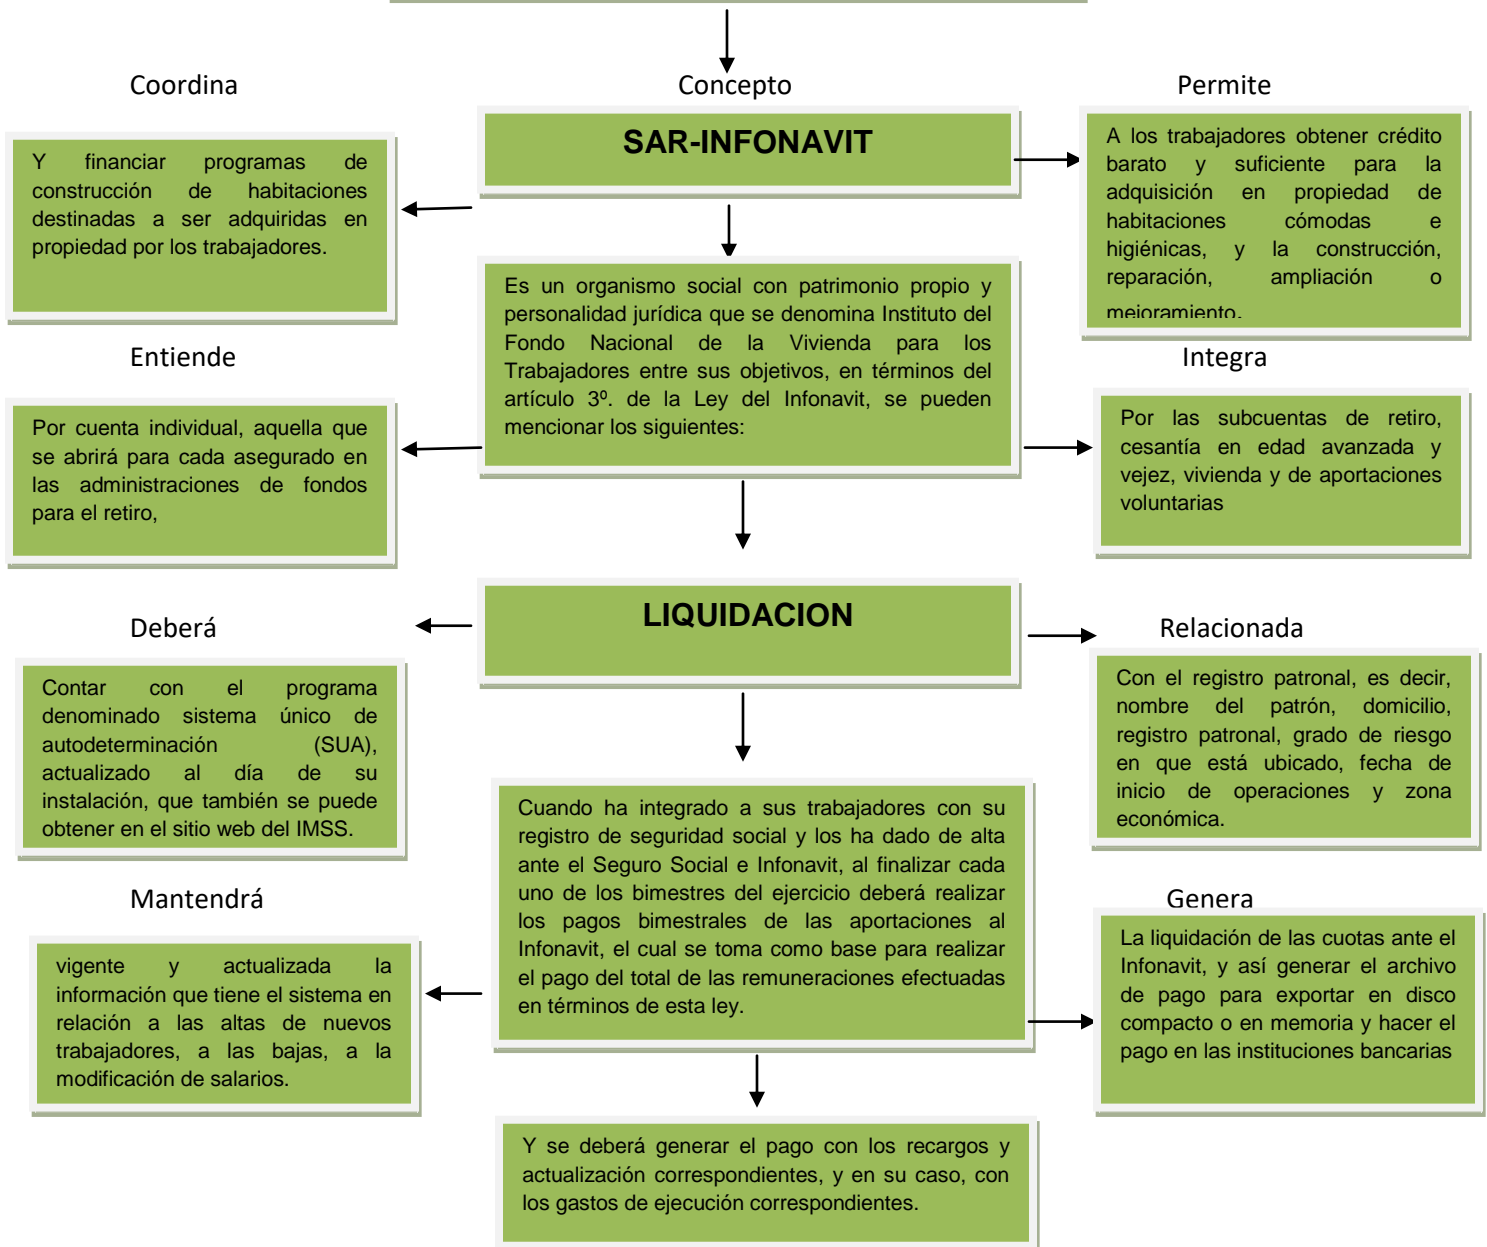 Coordina
Concepto
Permite
SAR-INFONAVIT
Y financiar programas de
construcción de habitaciones
destinadas a ser adquiridas en
propiedad por los trabajadores.
A los trabajadores obtener crédito
barato y suficiente para la
adquisición en propiedad de
habitaciones cómodas e
higiénicas, y la construcción,
reparación, ampliación o
mejoramiento.
Es un organismo social con patrimonio propio y
personalidad jurídica que se denomina Instituto del
Fondo Nacional de la Vivienda para los
Trabajadores entre sus objetivos, en términos del
artículo 3º. de la Ley del Infonavit, se pueden
mencionar los siguientes:
Entiende
Integra
Por cuenta individual, aquella que
se abrirá para cada asegurado en
las administraciones de fondos
para el retiro,
Por las subcuentas de retiro,
cesantía en edad avanzada y
vejez, vivienda y de aportaciones
voluntarias
LIQUIDACION
Deberá
Relacionada
Contar con el programa
denominado sistema único de
autodeterminación (SUA),
actualizado al día de su
instalación, que también se puede
obtener en el sitio web del IMSS.
Con el registro patronal, es decir,
nombre del patrón, domicilio,
registro patronal, grado de riesgo
en que está ubicado, fecha de
inicio de operaciones y zona
económica.
Cuando ha integrado a sus trabajadores con su
registro de seguridad social y los ha dado de alta
ante el Seguro Social e Infonavit, al finalizar cada
uno de los bimestres del ejercicio deberá realizar
los pagos bimestrales de las aportaciones al
Infonavit, el cual se toma como base para realizar
el pago del total de las remuneraciones efectuadas
en términos de esta ley.
Mantendrá
Genera
vigente y actualizada la
información que tiene el sistema en
relación a las altas de nuevos
trabajadores, a las bajas, a la
modificación de salarios.
La liquidación de las cuotas ante el
Infonavit, y así generar el archivo
de pago para exportar en disco
compacto o en memoria y hacer el
pago en las instituciones bancarias
Y se deberá generar el pago con los recargos y
actualización correspondientes, y en su caso, con
los gastos de ejecución correspondientes.